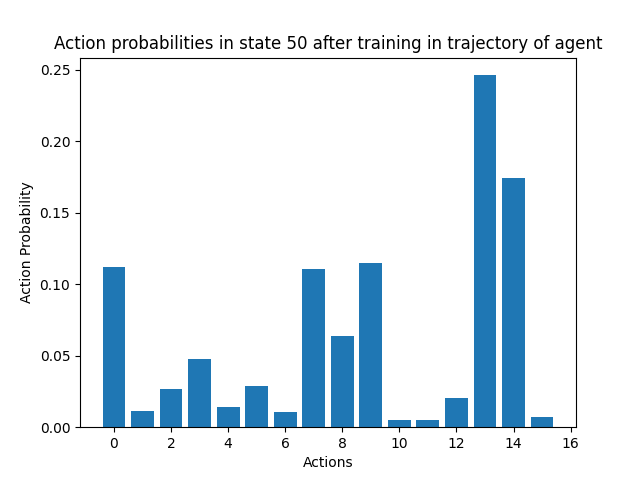 Action probabilities in state 50 after training in trajectory of agent
0.25
0.20
0.15
0.10
0.05
0.00
Action Probability
0 2 4 6 8 10 12 14 16
Actions